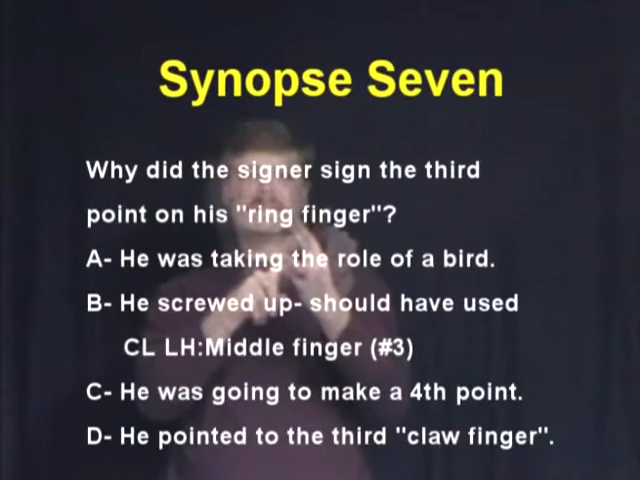 Synopse Seven
Why did the signer sign the third
point on his "ring finger"?
A- He was taking the role of a bird.
B- He screwed up- should have used
CL LH:Middle finger (#3)
C- He was going to make a 4th point.
D- He pointed to the third "claw finger".